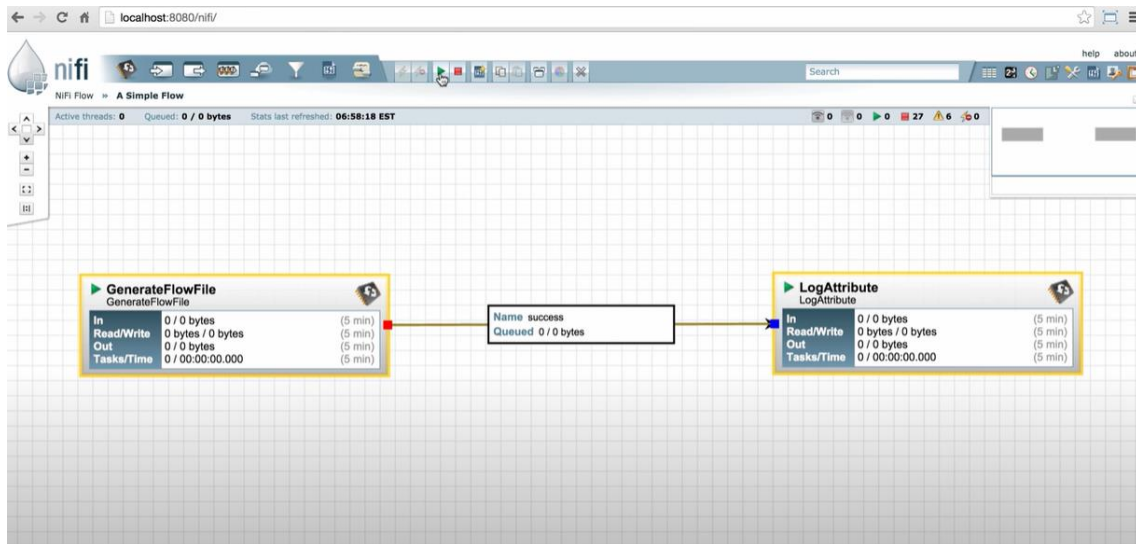 localhost:8080/nifi/
help about
nifi
Search
NiFi Flow » A Simple Flow
Active threads: 0 Queued: 0 / 0 bytes Stats last refreshed: 06:58:18 EST 0 0 0 27 6 0
GenerateFlowFile
GenerateFlowFile
In 0 / 0 bytes (5 min)
Read/Write 0 bytes / 0 bytes (5 min)
Out 0 / 0 bytes (5 min)
Tasks/Time 0 / 00:00:00.000 (5 min)
Name success
Queued 0 / 0 bytes
LogAttribute
LogAttribute
In 0 / 0 bytes (5 min)
Read/Write 0 bytes / 0 bytes (5 min)
Out 0 / 0 bytes (5 min)
Tasks/Time 0 / 00:00:00.000 (5 min)